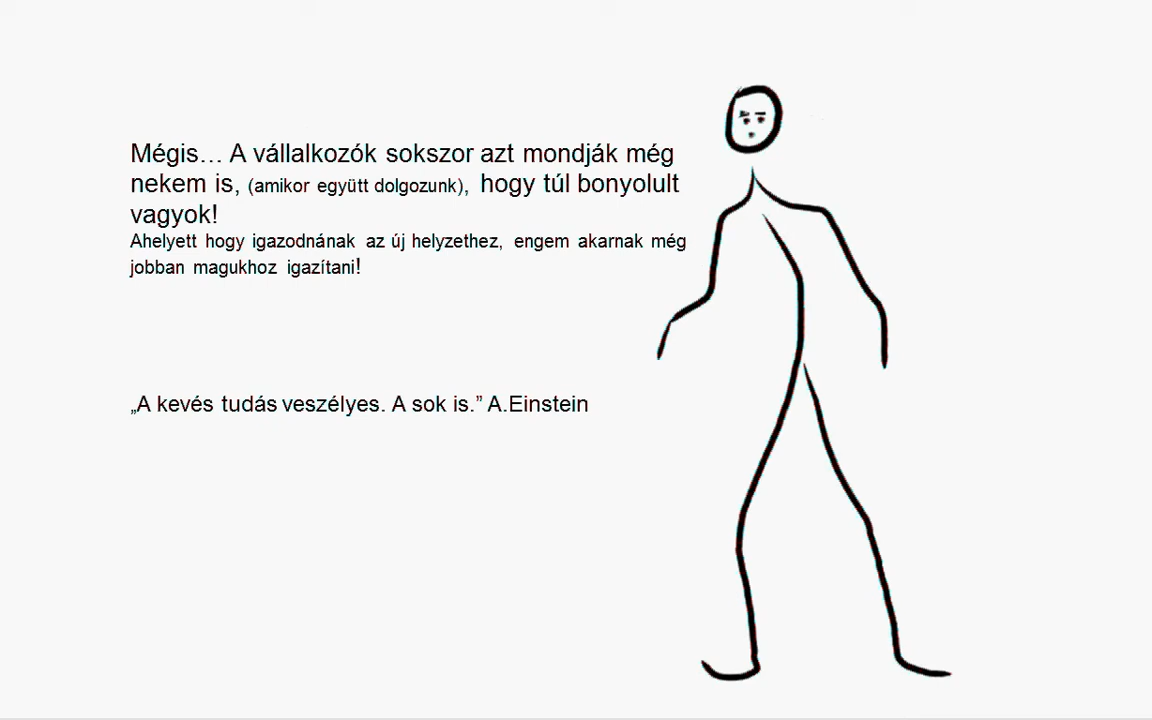 Mégis… A vállalkozók sokszor azt mondják még
nekem is, (amikor együtt dolgozunk), hogy túl bonyolult
vagyok!
Ahelyett hogy igazodnának az új helyzethez, engem akarnak még
jobban magukhoz igazítani!
„A kevés tudás veszélyes. A sok is.” A.Einstein